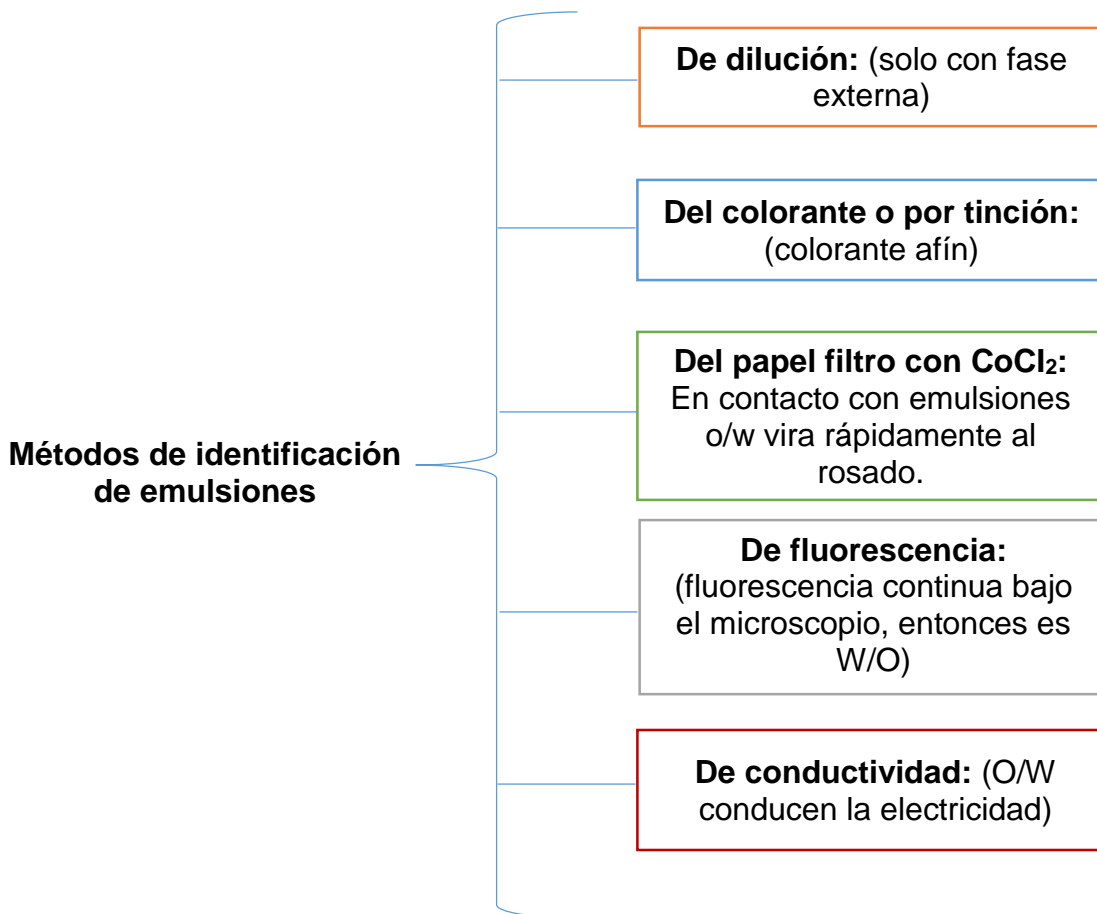 De dilución: (solo con fase
externa)
Del colorante o por tinción:
(colorante afín)
Del papel filtro con CoCl₂:
En contacto con emulsiones
o/w vira rápidamente al
rosado.
Métodos de identificación
de emulsiones
De fluorescencia:
(fluorescencia continua bajo
el microscopio, entonces es
W/O)
De conductividad: (O/W
conducen la electricidad)